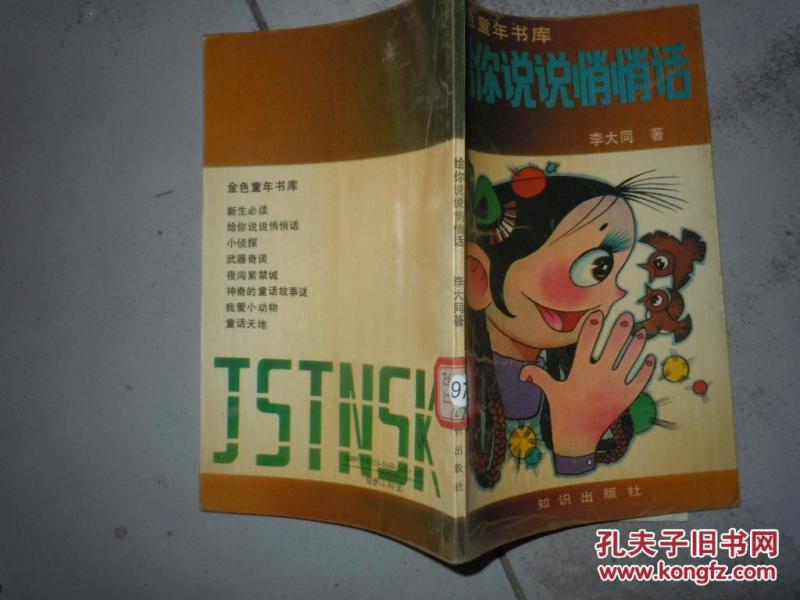 金色童年书库
新生必读
给你说说悄悄话
小侦探
武器奇谈
夜闯紫禁城
神奇的童话故事谜
我爱小动物
童话天地
JSTNSK
给你说说悄悄话
李大同著
97
出版社
童年书库
你说说悄悄话
李大同 著
知识出版社
孔夫子旧书网
www.kongfz.com